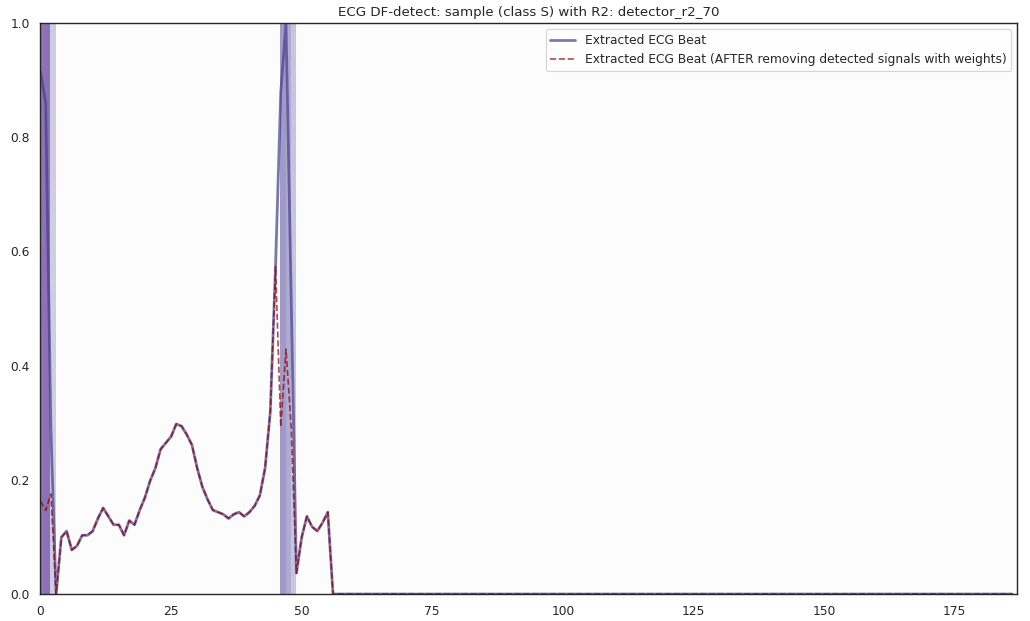 ECG DF-detect: sample (class S) with R2: detector_r2_70
Extracted ECG Beat
Extracted ECG Beat (AFTER removing detected signals with weights)
1.0
0.8
0.6
0.4
0.2
0.0
0 25 50 75 100 125 150 175